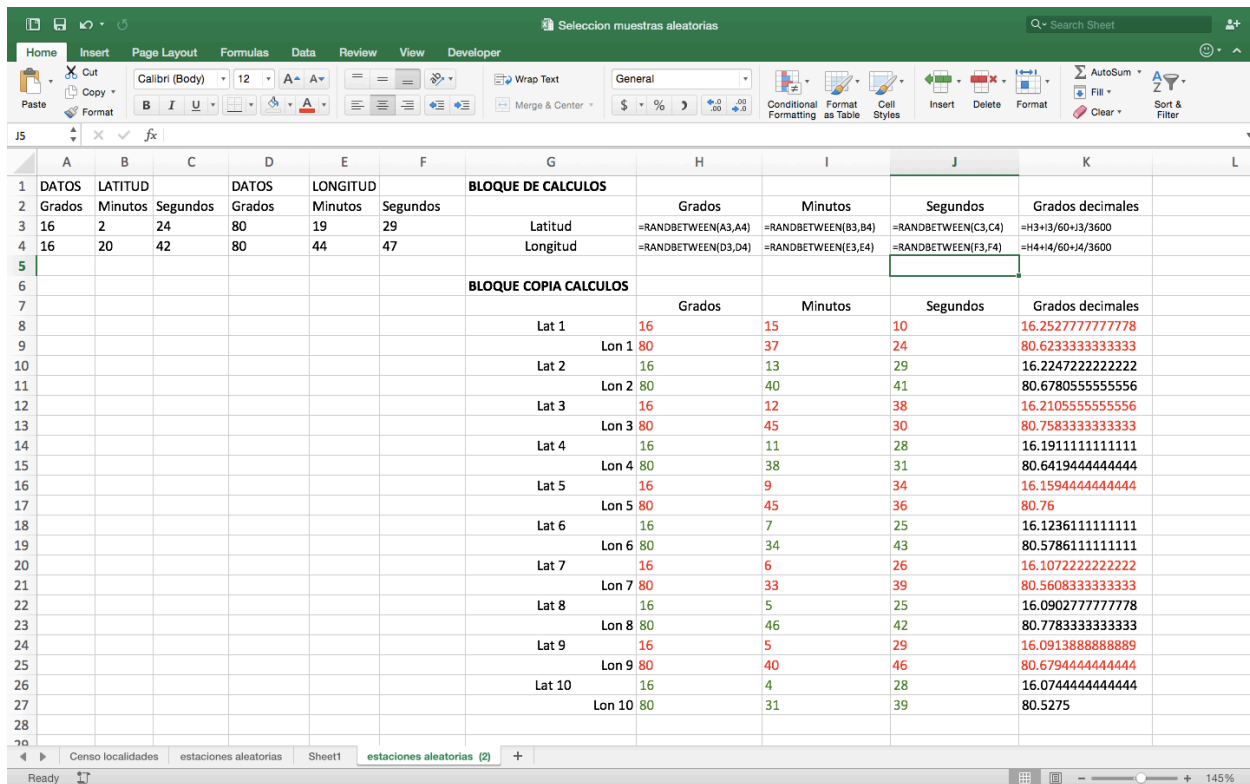 Seleccion muestras aleatorias
Search Sheet
Home Insert Page Layout Formulas Data Review View Developer
Paste
Cut
Copy
Format
Calibri (Body) 12 A A
B I U A
Wrap Text
Merge & Center
General
$ % )
Conditional Formatting
Format as Table
Cell Styles
Insert
Delete
Format
AutoSum
Fill
Clear
Sort & Filter
J5 fx
A B C D E F G H I J K L
1 DATOS LATITUD DATOS LONGITUD BLOQUE DE CALCULOS
2 Grados Minutos Segundos Grados Minutos Segundos Grados Minutos Segundos Grados decimales
3 16 2 24 80 19 29 Latitud =RANDBETWEEN(A3,A4) =RANDBETWEEN(B3,B4) =RANDBETWEEN(C3,C4) =H3+I3/60+J3/3600
4 16 20 42 80 44 47 Longitud =RANDBETWEEN(D3,D4) =RANDBETWEEN(E3,E4) =RANDBETWEEN(F3,F4) =H4+I4/60+J4/3600
5
6 BLOQUE COPIA CALCULOS
7 Grados Minutos Segundos Grados decimales
8 Lat 1 16 15 10 16.2527777777778
9 Lon 1 80 37 24 80.6233333333333
10 Lat 2 16 13 29 16.2247222222222
11 Lon 2 80 40 41 80.6780555555556
12 Lat 3 16 12 38 16.2105555555556
13 Lon 3 80 45 30 80.7583333333333
14 Lat 4 16 11 28 16.1911111111111
15 Lon 4 80 38 31 80.6419444444444
16 Lat 5 16 9 34 16.1594444444444
17 Lon 5 80 45 36 80.76
18 Lat 6 16 7 25 16.1236111111111
19 Lon 6 80 34 43 80.5786111111111
20 Lat 7 16 6 26 16.1072222222222
21 Lon 7 80 33 39 80.5608333333333
22 Lat 8 16 5 25 16.0902777777778
23 Lon 8 80 46 42 80.7783333333333
24 Lat 9 16 5 29 16.0913888888889
25 Lon 9 80 40 46 80.6794444444444
26 Lat 10 16 4 28 16.0744444444444
27 Lon 10 80 31 39 80.5275
28
29
Censo localidades estaciones aleatorias Sheet1 estaciones aleatorias (2) +
Ready 145%